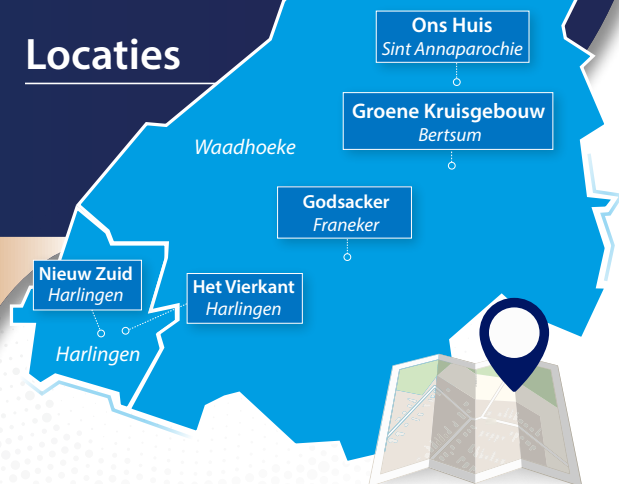 Locaties
Ons Huis
Sint Annaparochie
Groene Kruisgebouw
Bertsum
Waadhoeke
Godsacker
Franeker
Nieuw Zuid
Harlingen
Het Vierkant
Harlingen
Harlingen